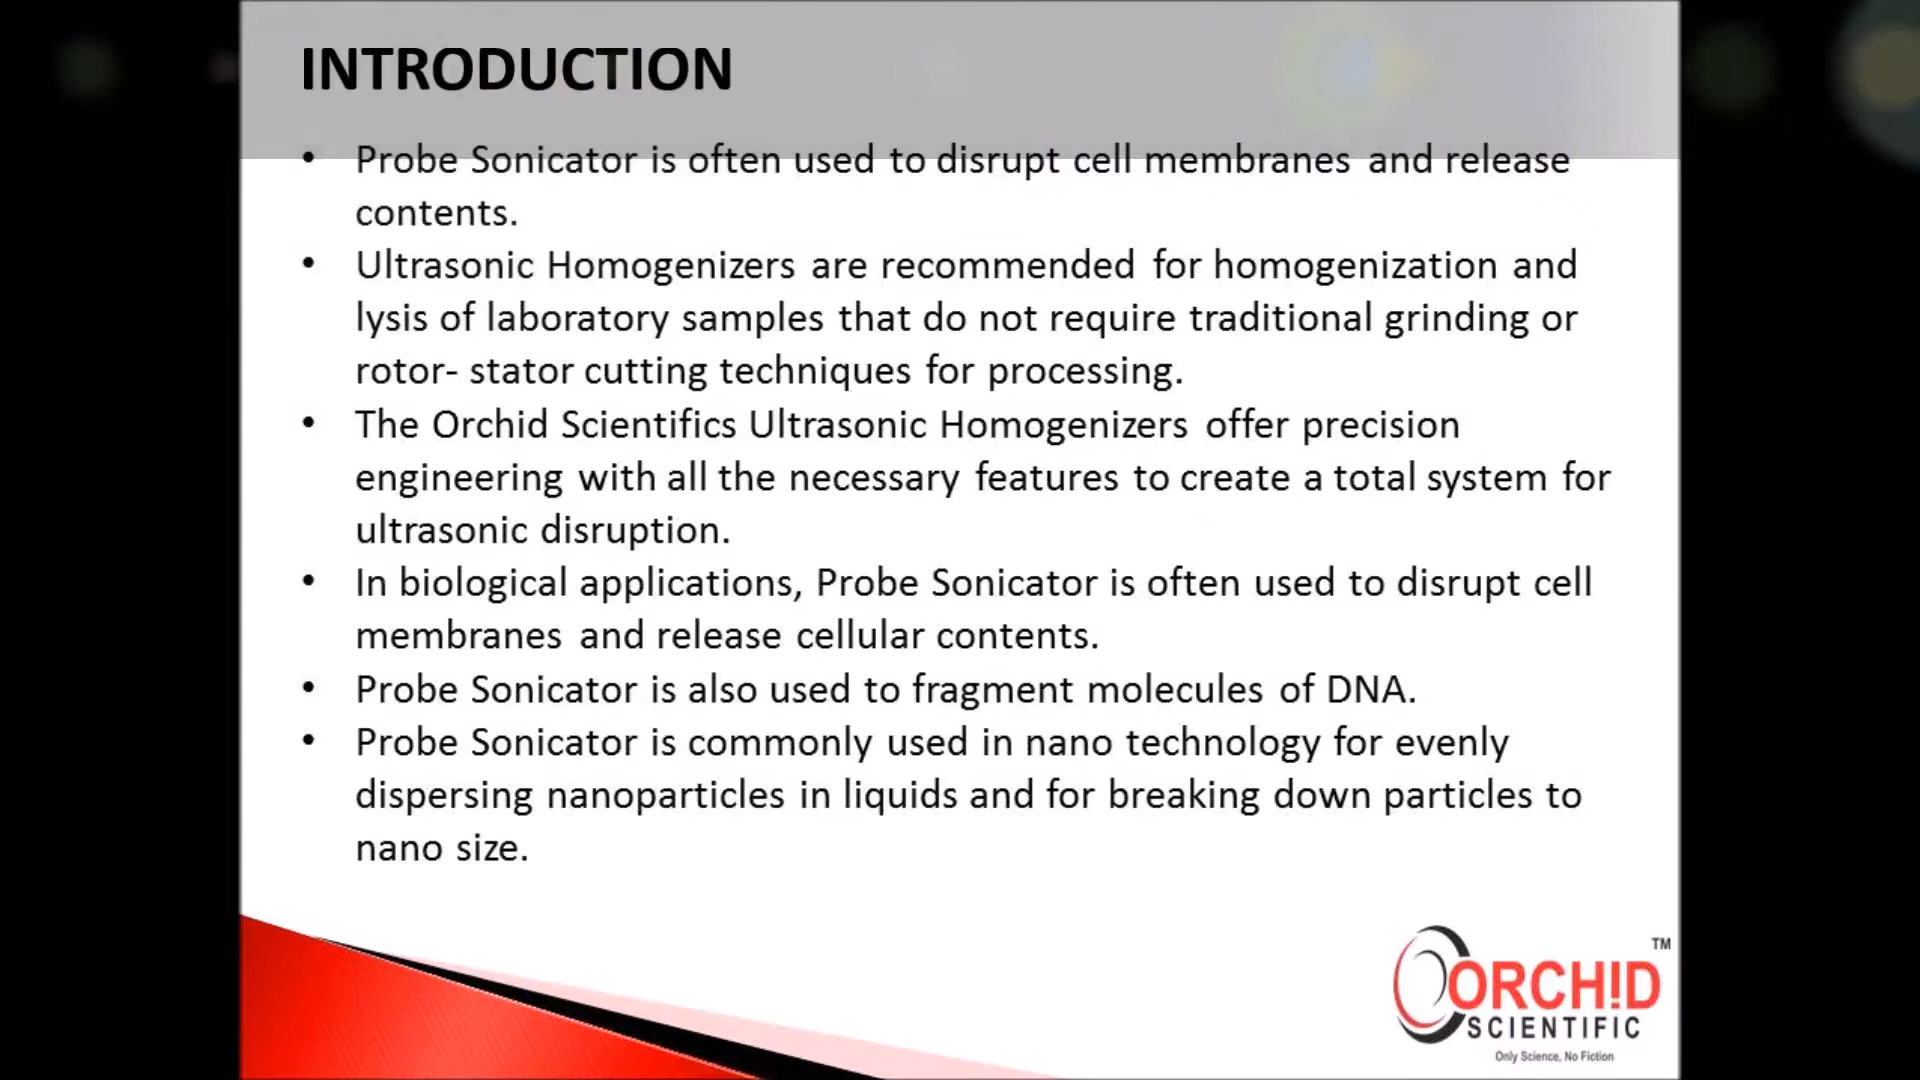 INTRODUCTION
• Probe Sonicator is often used to disrupt cell membranes and release
contents.
• Ultrasonic Homogenizers are recommended for homogenization and
lysis of laboratory samples that do not require traditional grinding or
rotor- stator cutting techniques for processing.
• The Orchid Scientifics Ultrasonic Homogenizers offer precision
engineering with all the necessary features to create a total system for
ultrasonic disruption.
• In biological applications, Probe Sonicator is often used to disrupt cell
membranes and release cellular contents.
• Probe Sonicator is also used to fragment molecules of DNA.
• Probe Sonicator is commonly used in nano technology for evenly
dispersing nanoparticles in liquids and for breaking down particles to
nano size.
TM
ORCH!D
SCIENTIFIC
Only Science, No Fiction